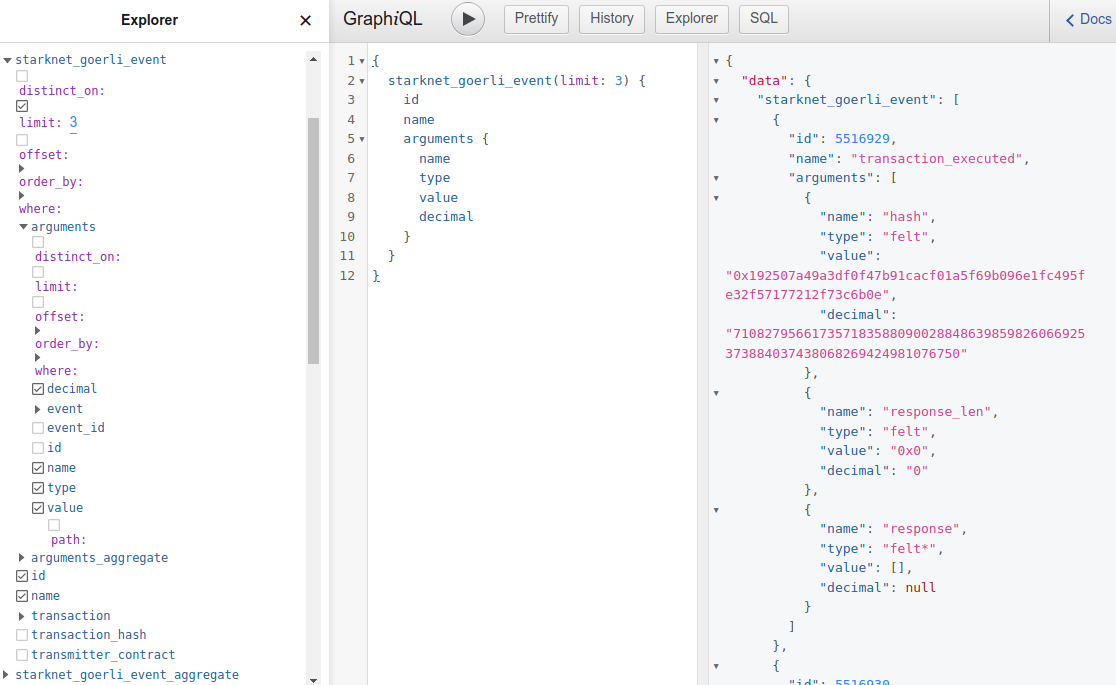 Explorer
✕
starknet_goerli_event
distinct_on:
limit: 3
offset:
order_by:
where:
arguments
distinct_on:
limit:
offset:
order_by:
where:
decimal
event
event_id
id
name
type
value
path:
arguments_aggregate
id
name
transaction
transaction_hash
transmitter_contract
starknet_goerli_event_aggregate
GraphiQL
Prettify
History
Explorer
SQL
Docs
1 {
2 starknet_goerli_event(limit: 3) {
3 id
4 name
5 arguments {
6 name
7 type
8 value
9 decimal
10 }
11 }
12 }
{
"data": {
"starknet_goerli_event": [
{
"id": 5516929,
"name": "transaction_executed",
"arguments": [
{
"name": "hash",
"type": "felt",
"value":
"0x192507a49a3df0f47b91cacf01a5f69b096e1fc495f
e32f57177212f73c6b0e",
"decimal":
"710827956617357183588090028848639859826066925
373884037438068269424981076750"
},
{
"name": "response_len",
"type": "felt",
"value": "0x0",
"decimal": "0"
},
{
"name": "response",
"type": "felt*",
"value": [],
"decimal": null
}
]
},
{
"id": 5516930,